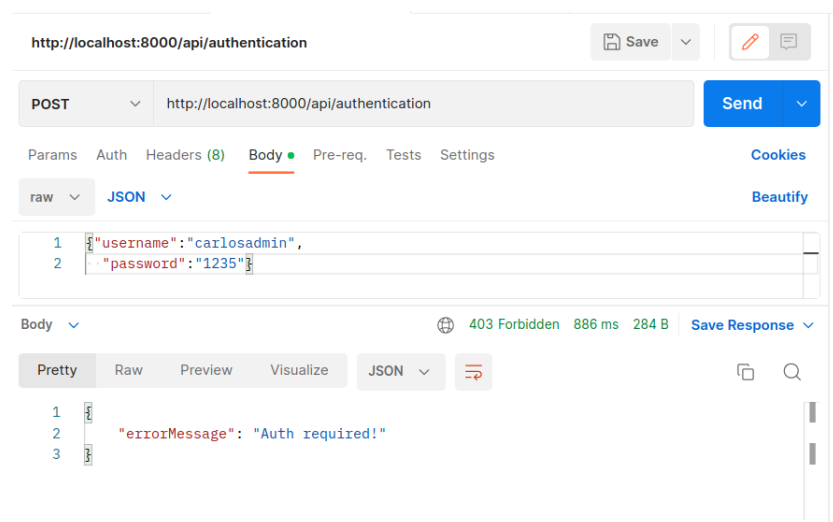 http://localhost:8000/api/authentication Save
POST http://localhost:8000/api/authentication Send
Params Auth Headers (8) Body Pre-req. Tests Settings Cookies
raw JSON Beautify
1 {"username":"carlosadmin",
2 "password":"1235"}
Body 403 Forbidden 886 ms 284 B Save Response
Pretty Raw Preview Visualize JSON
1 {
2 "errorMessage": "Auth required!"
3 }